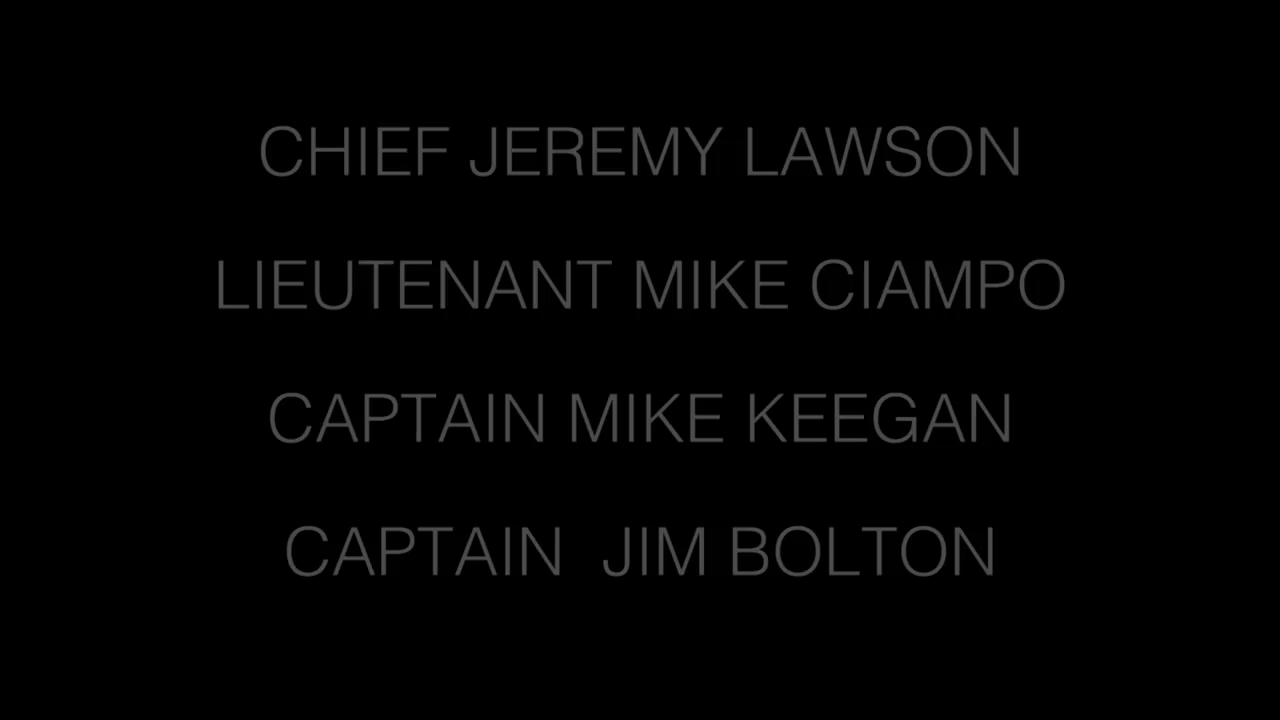 CHIEF JEREMY LAWSON
LIEUTENANT MIKE CIAMPO
CAPTAIN MIKE KEEGAN
CAPTAIN  JIM BOLTON